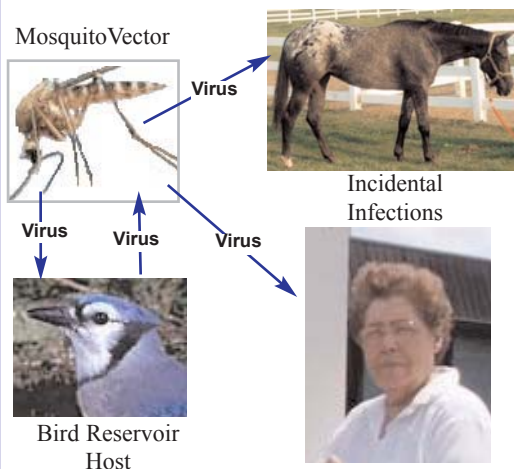 MosquitoVector
Virus
Incidental
Infections
Virus
Virus
Virus
Bird Reservoir
Host